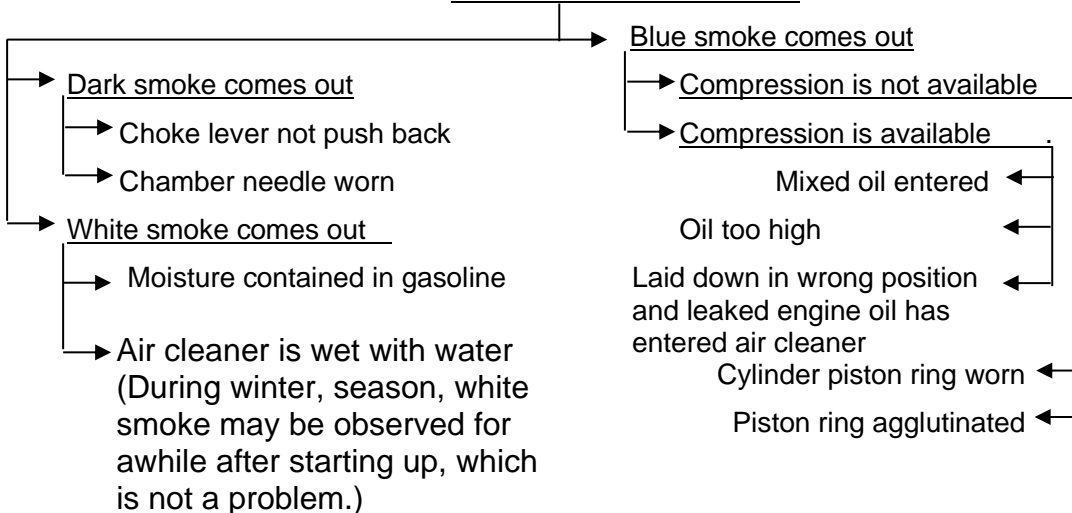 Dark smoke comes out
Choke lever not push back
Chamber needle worn
White smoke comes out
Moisture contained in gasoline
Air cleaner is wet with water
(During winter, season, white
smoke may be observed for
awhile after starting up, which
is not a problem.)
Blue smoke comes out
Compression is not available
Compression is available .
Mixed oil entered
Oil too high
Laid down in wrong position
and leaked engine oil has
entered air cleaner
Cylinder piston ring worn
Piston ring agglutinated